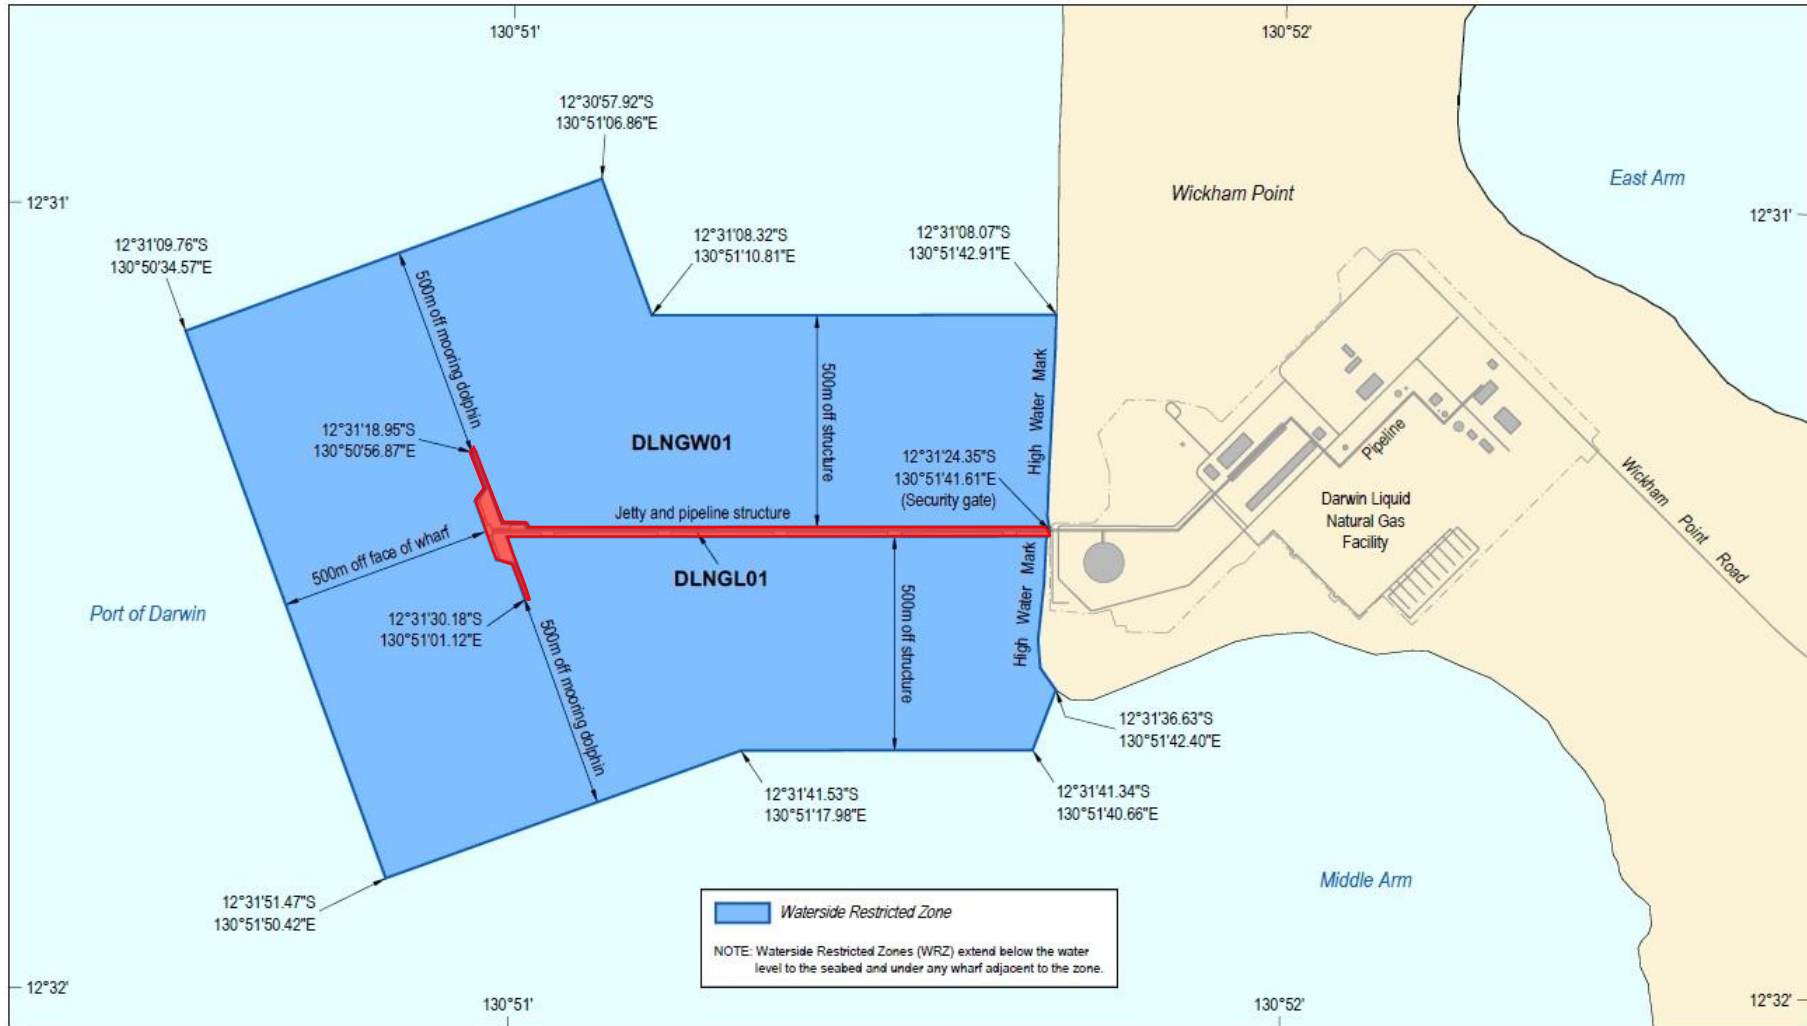 130°51'
130°52'
12°30'57.92"S
130°51'06.86"E
Wickham Point
East Arm
12°31'
12°31'
12°31'09.76"S
130°50'34.57"E
12°31'08.32"S
130°51'10.81"E
12°31'08.07"S
130°51'42.91"E
500m off mooring dolphin
500m off structure
High Water Mark
12°31'18.95"S
130°50'56.87"E
DLNGW01
12°31'24.35"S
130°51'41.61"E
(Security gate)
Jetty and pipeline structure
Pipeline
Darwin Liquid
Natural Gas
Facility
Wickham Point Road
500m off face of wharf
DLNGL01
Port of Darwin
12°31'30.18"S
130°51'01.12"E
500m off mooring dolphin
500m off structure
High Water Mark
12°31'36.63"S
130°51'42.40"E
12°31'41.53"S
130°51'17.98"E
12°31'41.34"S
130°51'40.66"E
12°31'51.47"S
130°51'50.42"E
Middle Arm
Waterside Restricted Zone
NOTE: Waterside Restricted Zones (WRZ) extend below the water
level to the seabed and under any wharf adjacent to the zone.
12°32'
12°32'
130°51'
130°52'